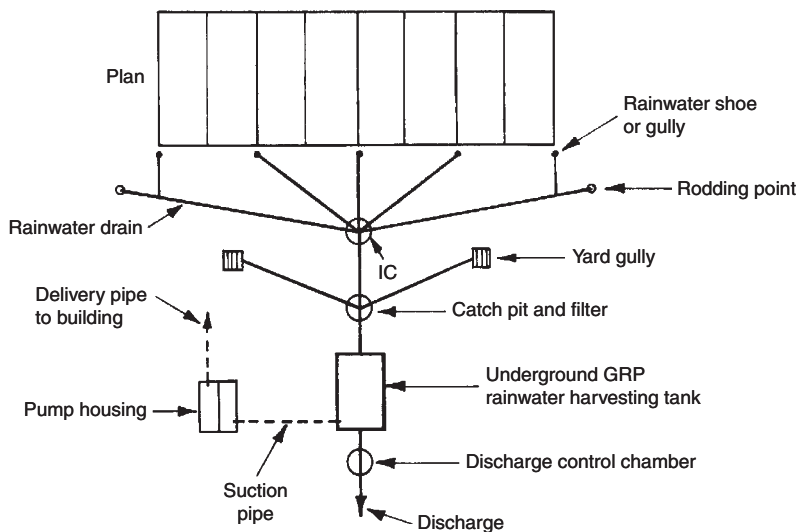 Plan
Rainwater shoe
or gully
Rodding point
Rainwater drain
IC
Yard gully
Delivery pipe
to building
Catch pit and filter
Underground GRP
rainwater harvesting tank
Pump housing
Discharge control chamber
Suction
pipe
Discharge